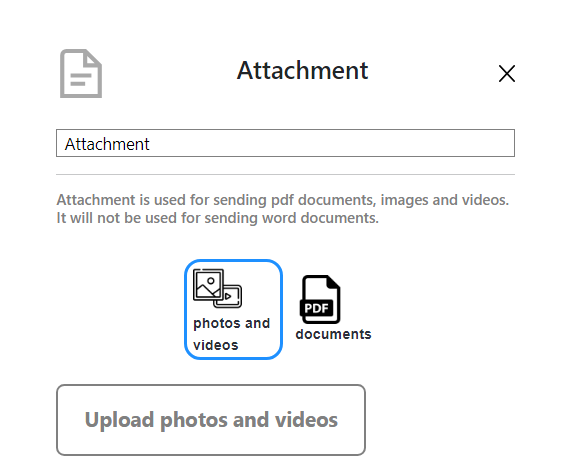 Attachment
Attachment
Attachment is used for sending pdf documents, images and videos.
It will not be used for sending word documents.
photos and
videos
PDF
documents
Upload photos and videos